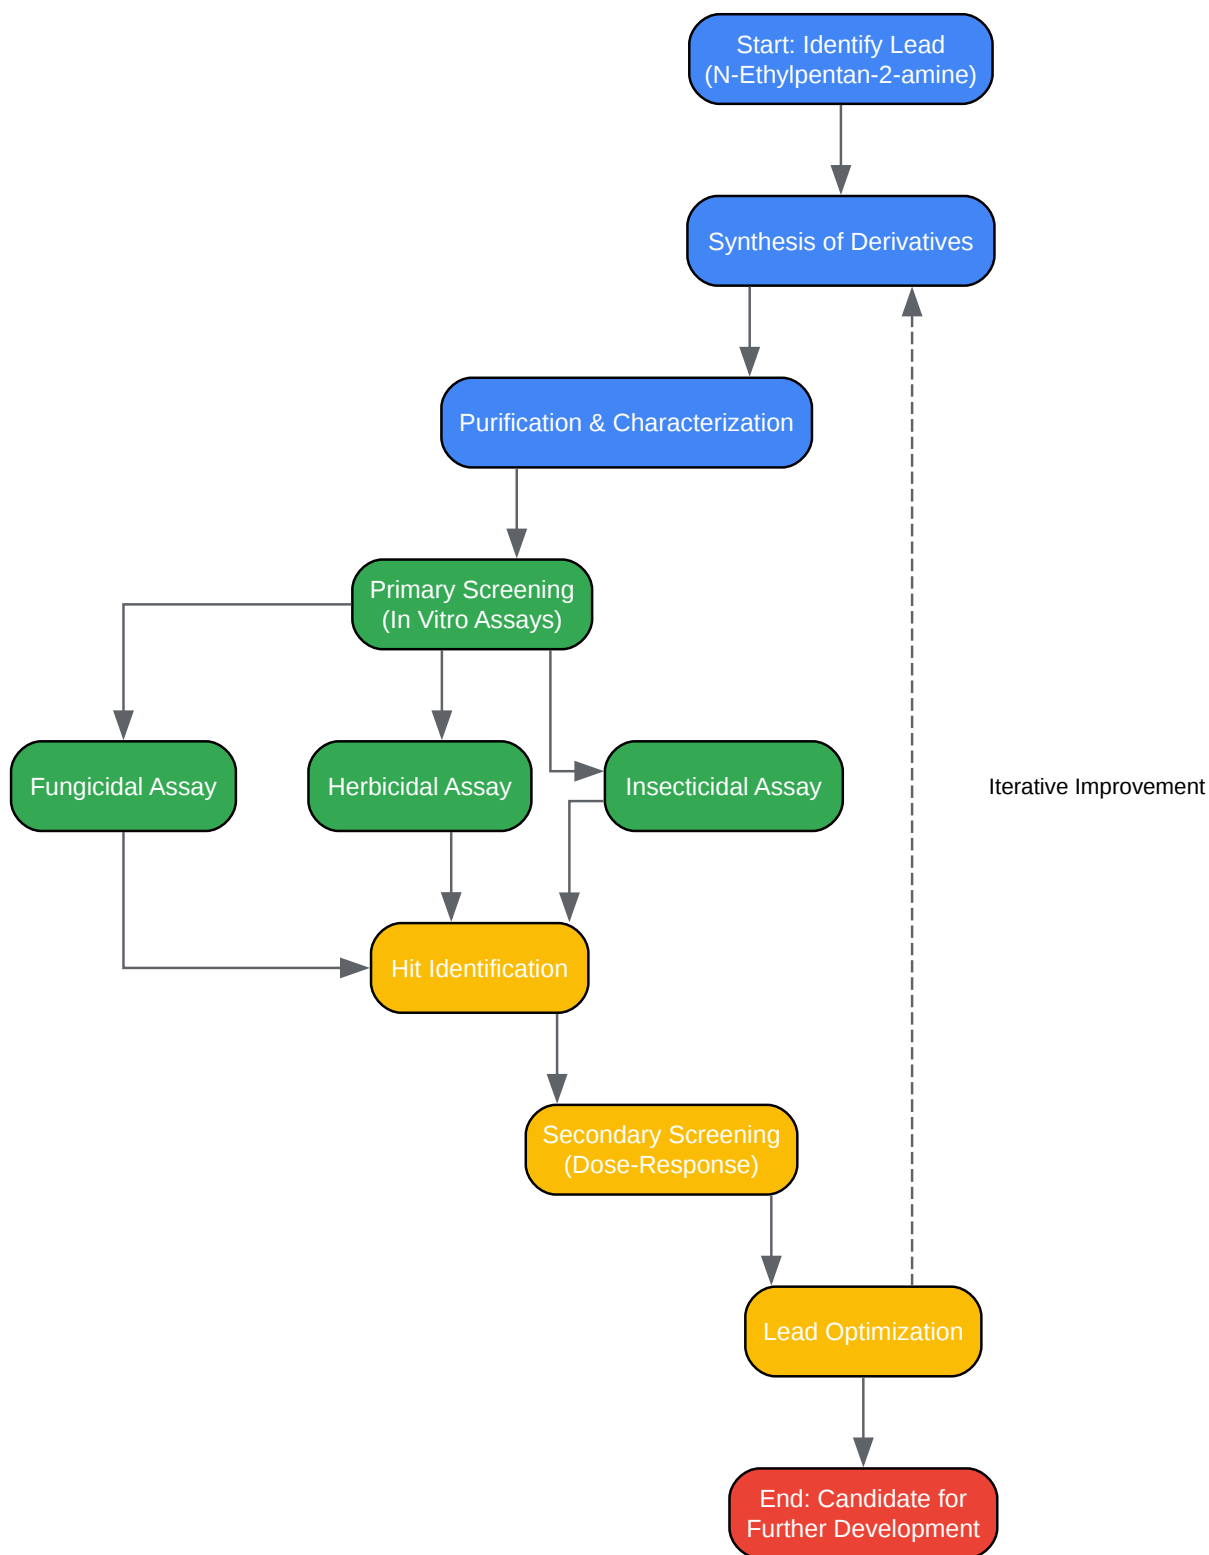 Start: Identify Lead
(N-Ethylpentan-2-amine)
Synthesis of Derivatives
Purification & Characterization
Primary Screening
(In Vitro Assays)
Fungicidal Assay
Herbicidal Assay
Insecticidal Assay
Iterative Improvement
Hit Identification
Secondary Screening
(Dose-Response)
Lead Optimization
End: Candidate for
Further Development